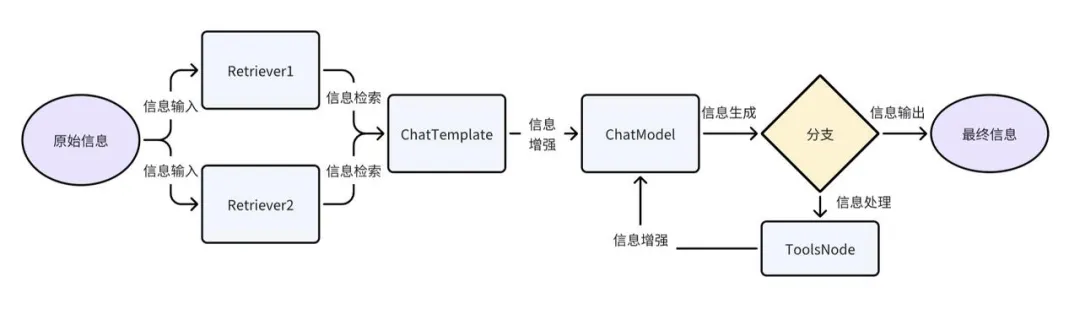 原始信息
信息输入
信息输入
Retriever1
Retriever2
信息检索
信息检索
ChatTemplate
信息
增强
ChatModel
信息生成
分支
信息输出
最终信息
信息处理
ToolsNode
信息增强